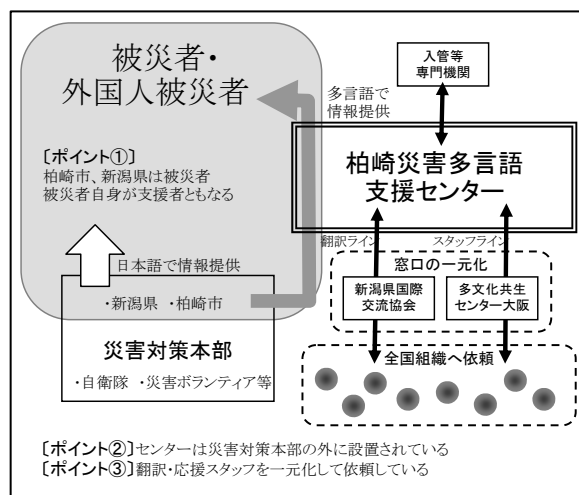 被災者・
外国人被災者
〔ポイント①〕
柏崎市、新潟県は被災者
被災者自身が支援者ともなる
日本語で情報提供
・新潟県 ・柏崎市
災害対策本部
・自衛隊 ・災害ボランティア等
入管等
専門機関
多言語で
情報提供
柏崎災害多言語
支援センター
翻訳ライン
スタッフライン
窓口の一元化
新潟県国際
交流協会
多文化共生
センター大阪
全国組織へ依頼
〔ポイント②〕センターは災害対策本部の外に設置されている
〔ポイント③〕翻訳・応援スタッフを一元化して依頼している